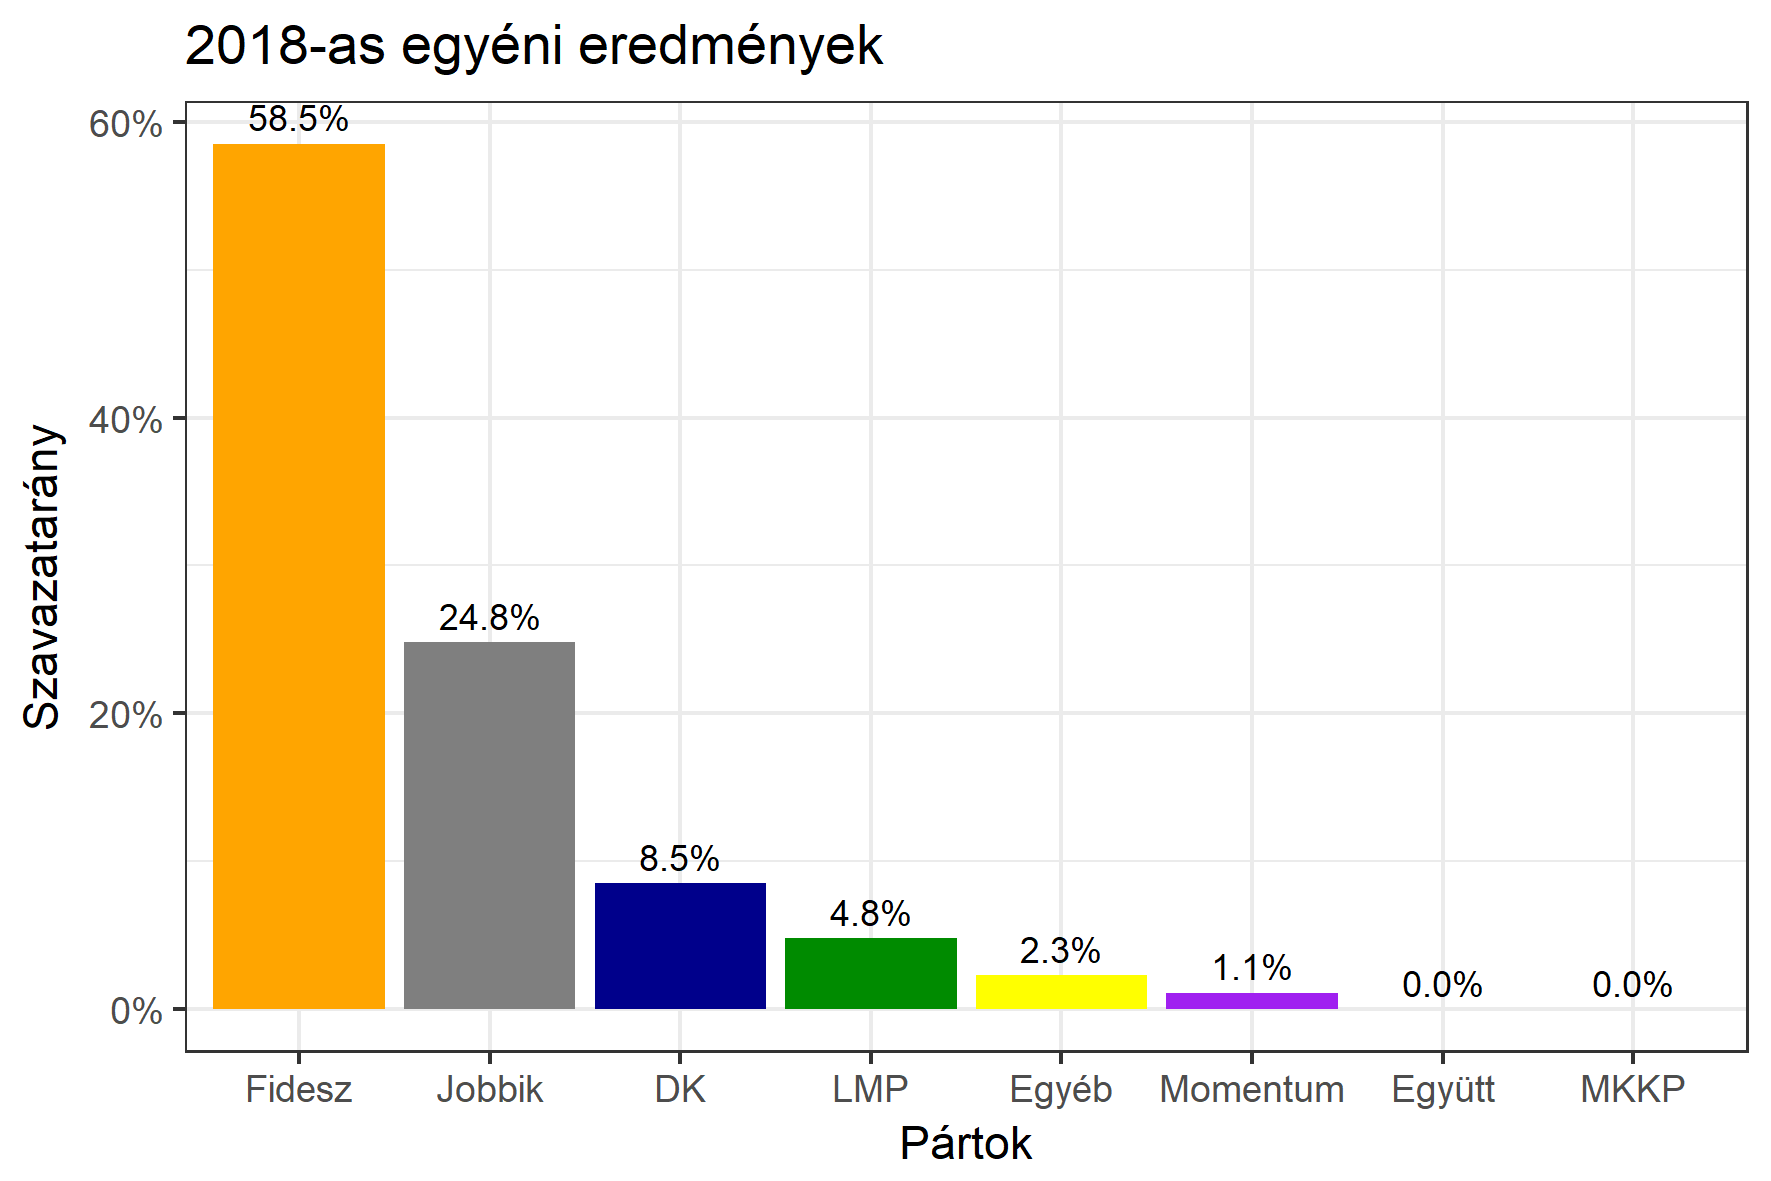 2018-as egyéni eredmények
Szavazatarány
60%
40%
20%
0%
58.5%
24.8%
8.5%
4.8%
2.3%
1.1%
0.0%
0.0%
Fidesz
Jobbik
DK
LMP
Egyéb
Momentum
Együtt
MKKP
Pártok